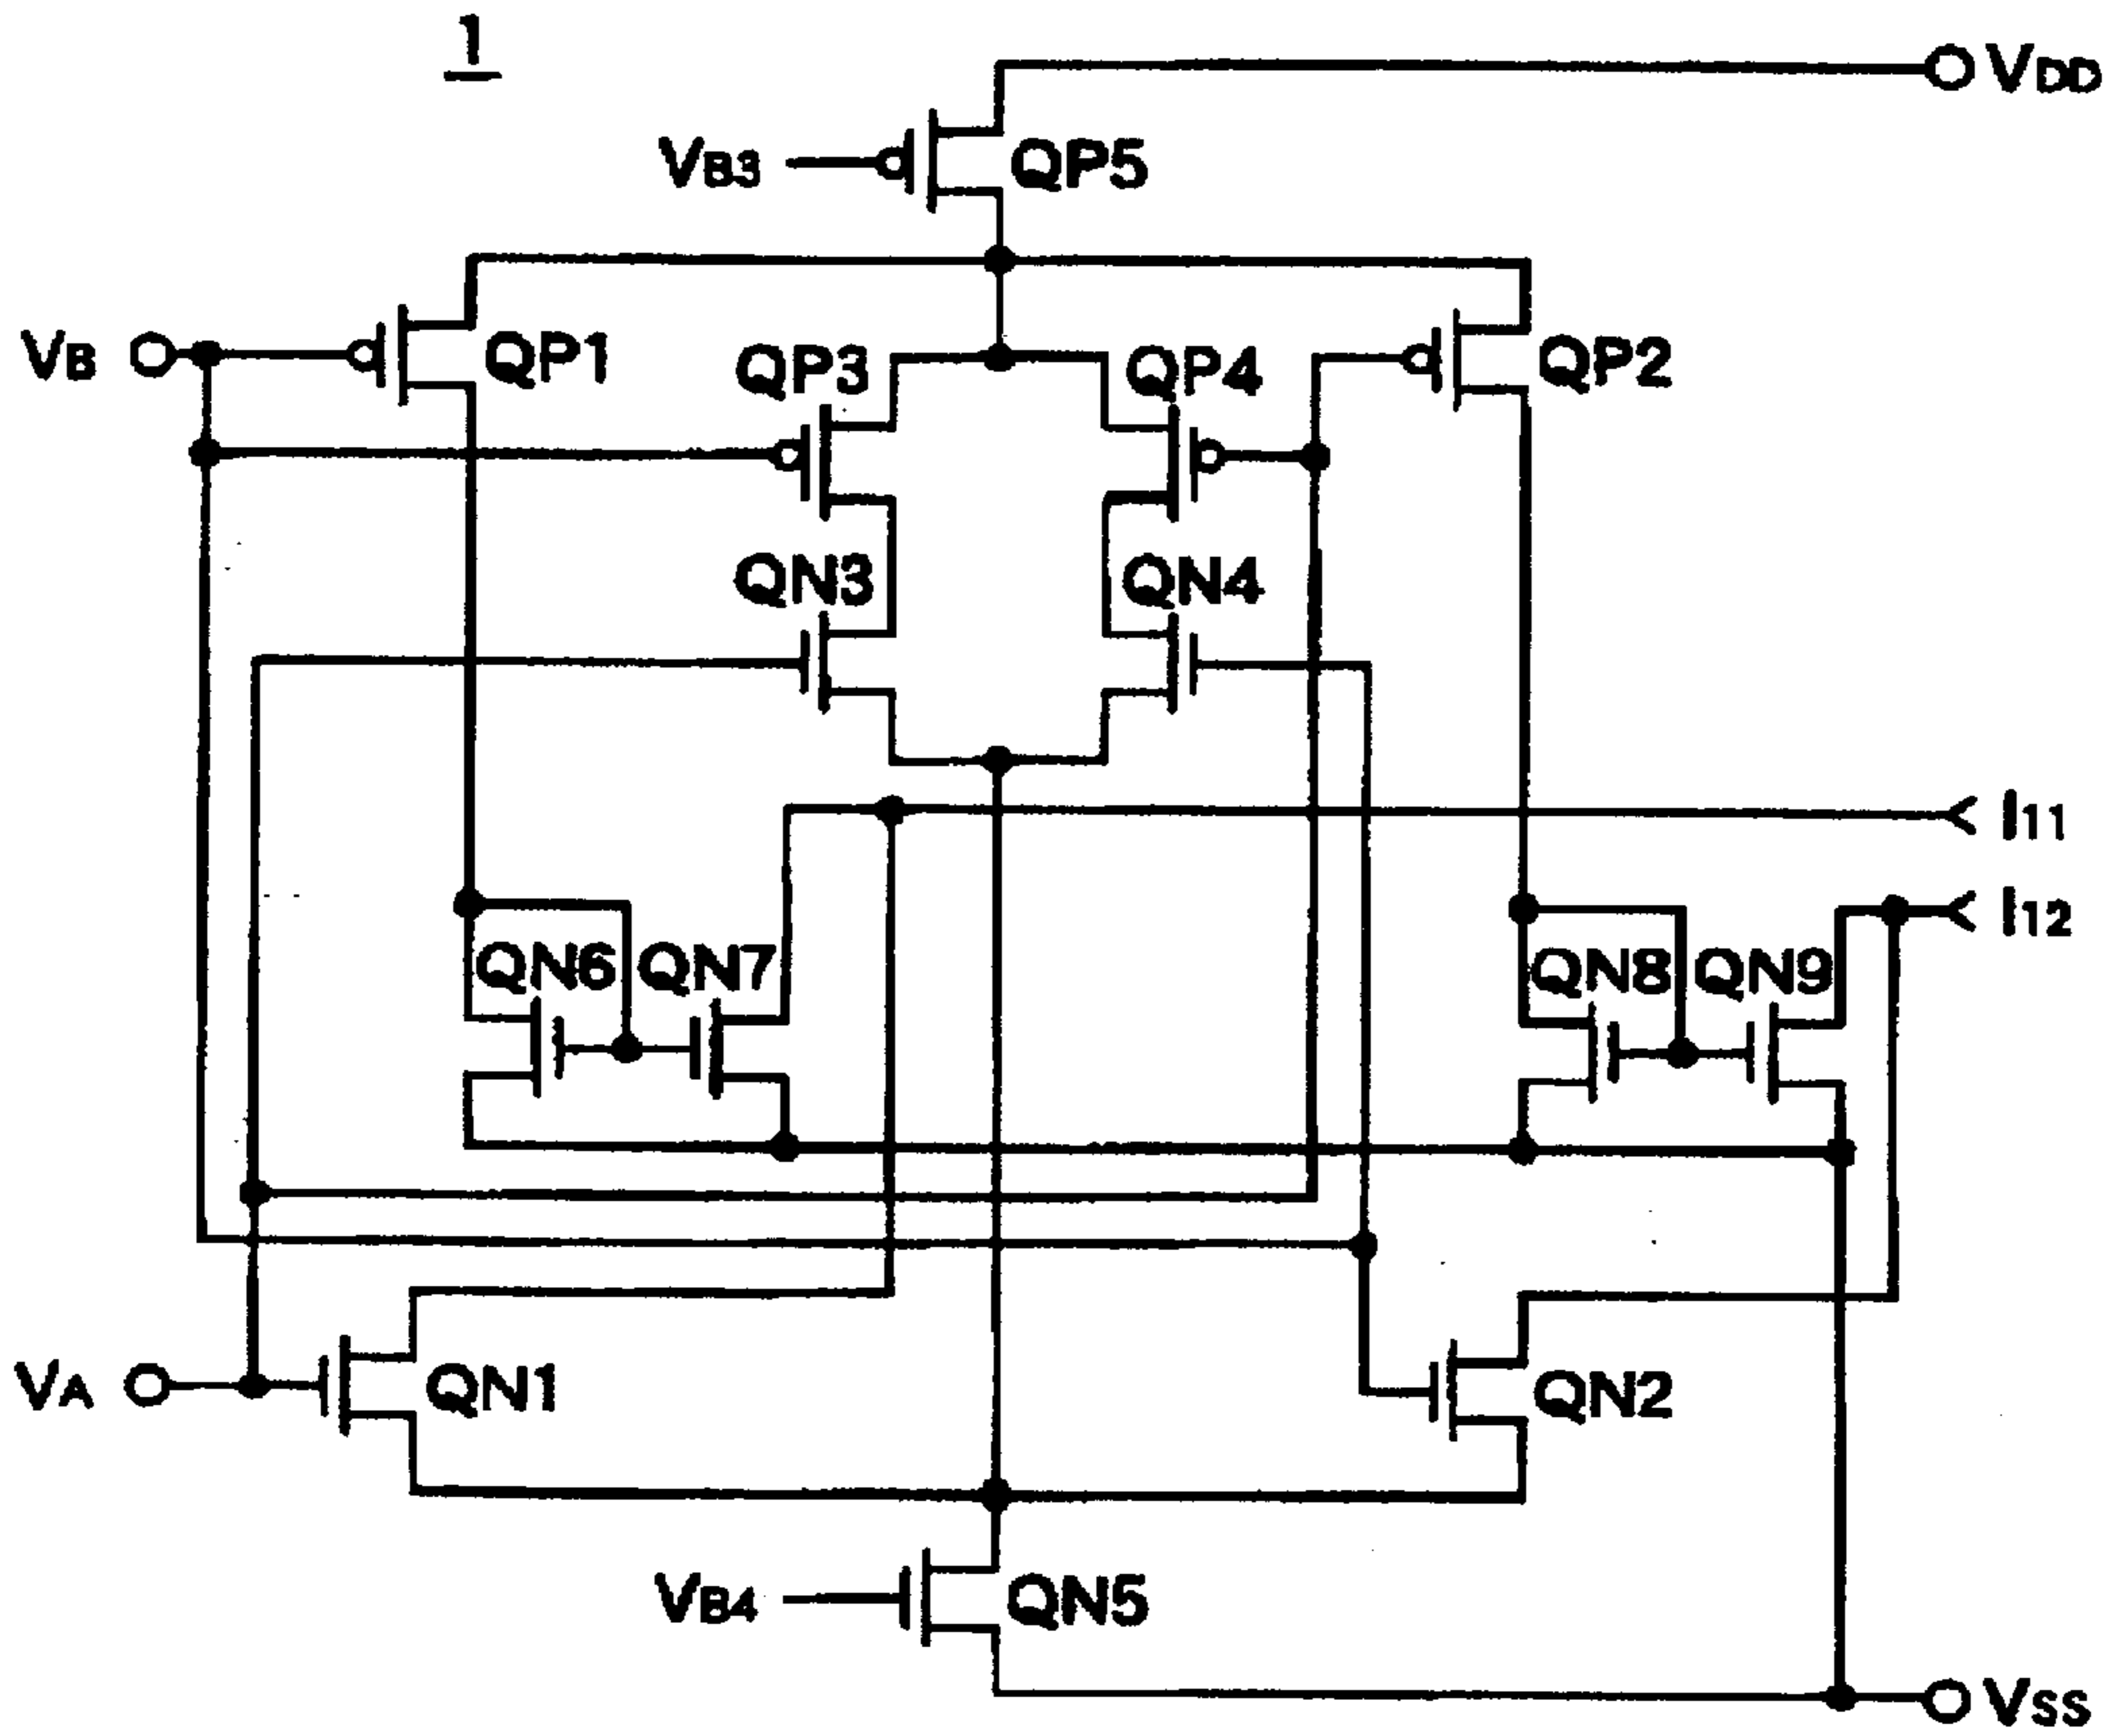 1
VDD
VB3
QP5
VB
QP1
QP3
QP4
QP2
QN3
QN4
I11
I12
QN6
QN7
QN8
QN9
VA
QN1
QN2
VB4
QN5
VSS